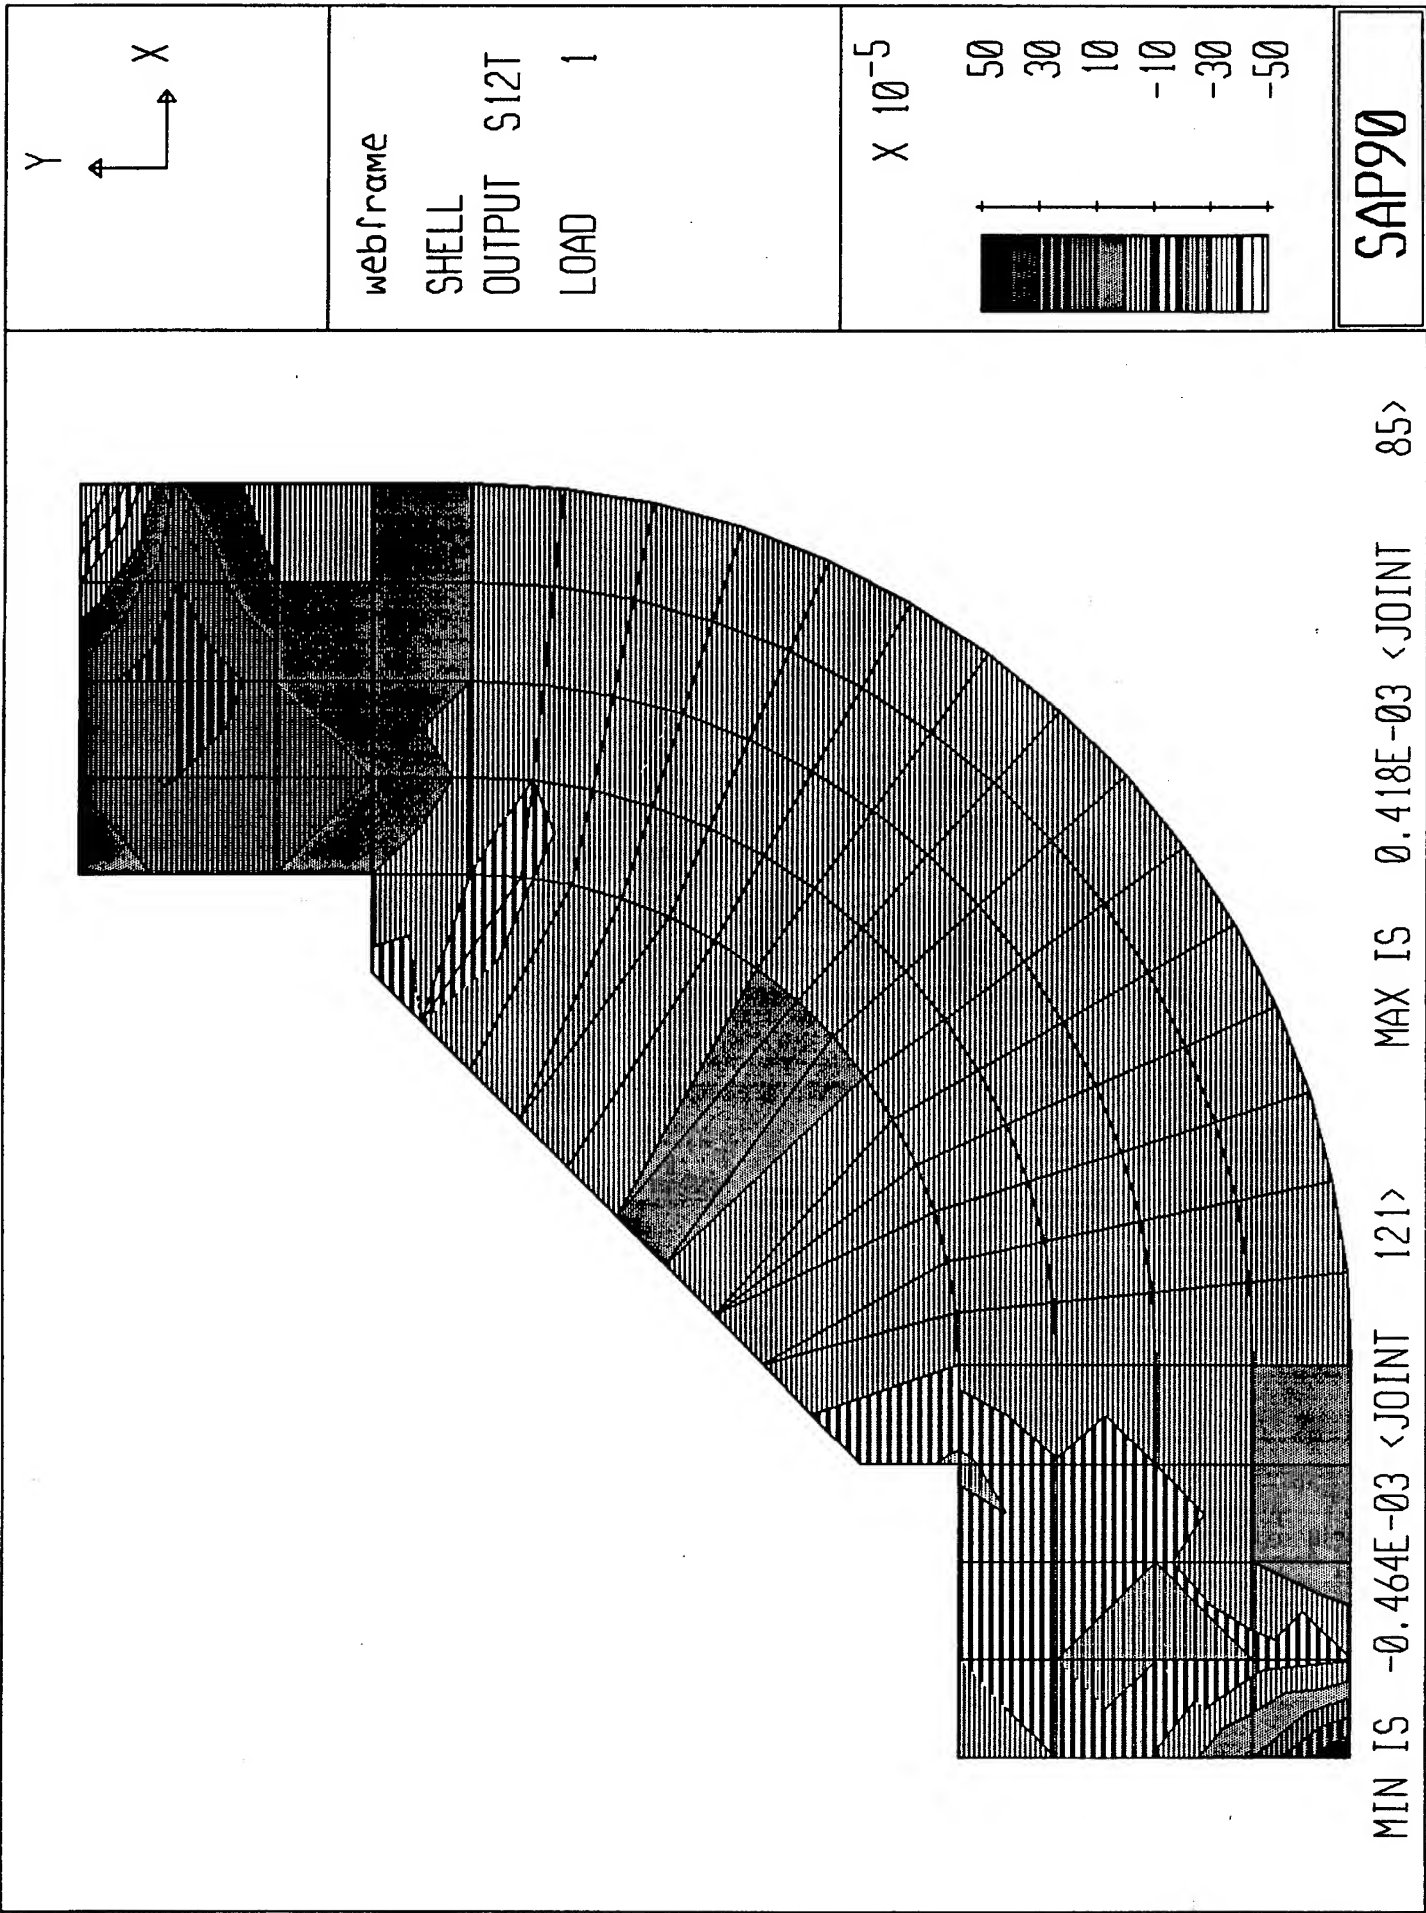 Y
X
webframe
SHELL
OUTPUT S12T
LOAD 1
X 10-5
50
30
10
-10
-30
-50
SAP90
MIN IS -0.464E-03 <JOINT 121> MAX IS 0.418E-03 <JOINT 85>